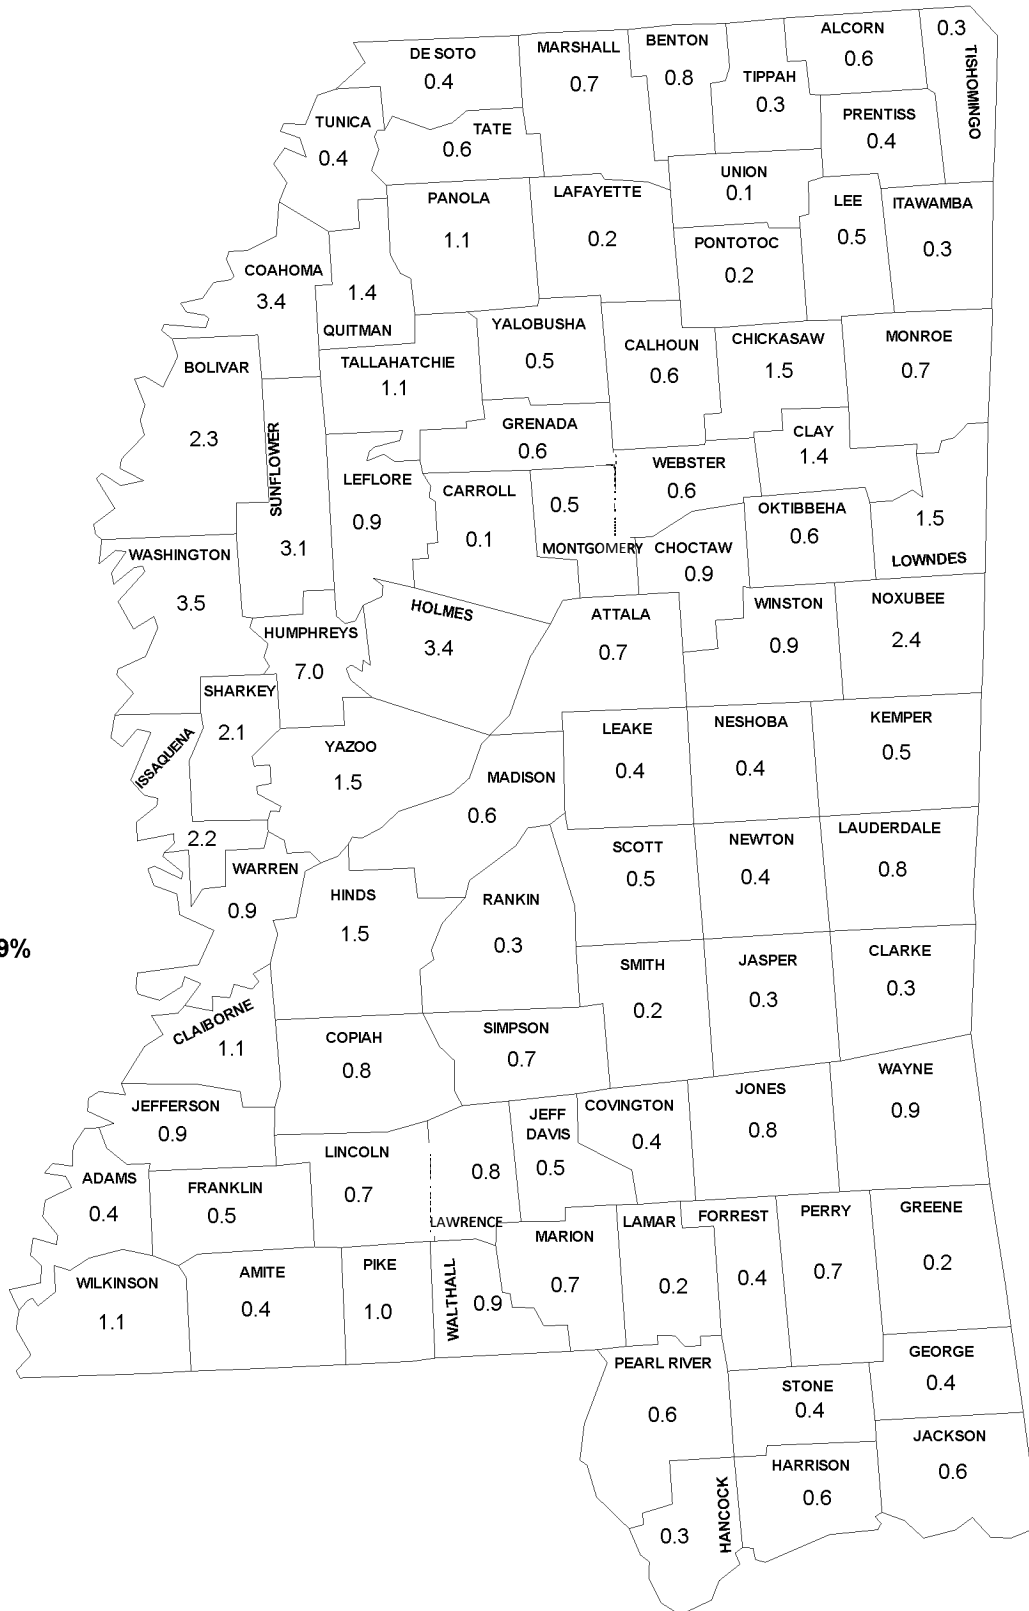 DE SOTO
0.4
MARSHALL
0.7
BENTON
0.8
TIPPAH
0.3
ALCORN
0.6
0.3
TISHOMINGO
TUNICA
0.4
TATE
0.6
PRENTISS
0.4
PANOLA
1.1
LAFAYETTE
0.2
UNION
0.1
LEE
0.5
ITAWAMBA
0.3
PONTOTOC
0.2
COAHOMA
3.4
1.4
QUITMAN
BOLIVAR
2.3
TALLAHATCHIE
1.1
YALOBUSHA
0.5
CALHOUN
0.6
CHICKASAW
1.5
MONROE
0.7
SUNFLOWER
3.1
GRENADA
0.6
CLAY
1.4
LEFLORE
0.9
CARROLL
0.1
0.5
MONTGOMERY
WEBSTER
0.6
OKTIBBEHA
0.6
1.5
LOWNDES
WASHINGTON
3.5
CHOCTAW
0.9
HUMPHREYS
7.0
HOLMES
3.4
ATTALA
0.7
WINSTON
0.9
NOXUBEE
2.4
SHARKEY
2.1
ISSAQUENA
2.2
YAZOO
1.5
MADISON
0.6
LEAKE
0.4
NESHOBA
0.4
KEMPER
0.5
WARREN
0.9
HINDS
1.5
RANKIN
0.3
SCOTT
0.5
NEWTON
0.4
LAUDERDALE
0.8
9%
SMITH
0.2
JASPER
0.3
CLARKE
0.3
CLAIBORNE
1.1
COPIAH
0.8
SIMPSON
0.7
JEFFERSON
0.9
JEFF
DAVIS
0.5
COVINGTON
0.4
JONES
0.8
WAYNE
0.9
ADAMS
0.4
FRANKLIN
0.5
LINCOLN
0.7
0.8
LAWRENCE
MARION
0.7
LAMAR
0.2
FORREST
0.4
PERRY
0.7
GREENE
0.2
WILKINSON
1.1
AMITE
0.4
PIKE
1.0
WALTHALL
0.9
PEARL RIVER
0.6
STONE
0.4
GEORGE
0.4
JACKSON
0.6
HARRISON
0.6
0.3
HANCOCK